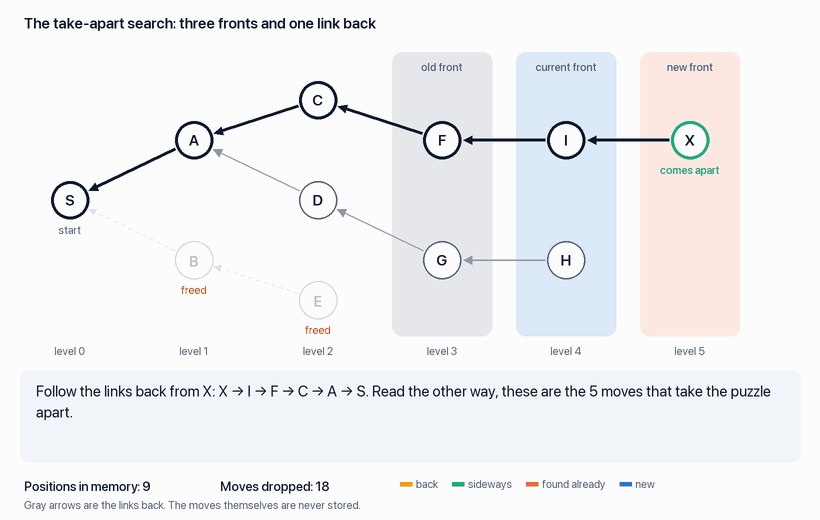 The take-apart search: three fronts and one link back
old front
current front
new front
C
A
F
I
X
comes apart
S
D
start
B
G
H
freed
E
freed
level 0
level 1
level 2
level 3
level 4
level 5
Follow the links back from X: X → I → F → C → A → S. Read the other way, these are the 5 moves that take the puzzle
apart.
Positions in memory: 9
Moves dropped: 18
back
sideways
found already
new
Gray arrows are the links back. The moves themselves are never stored.